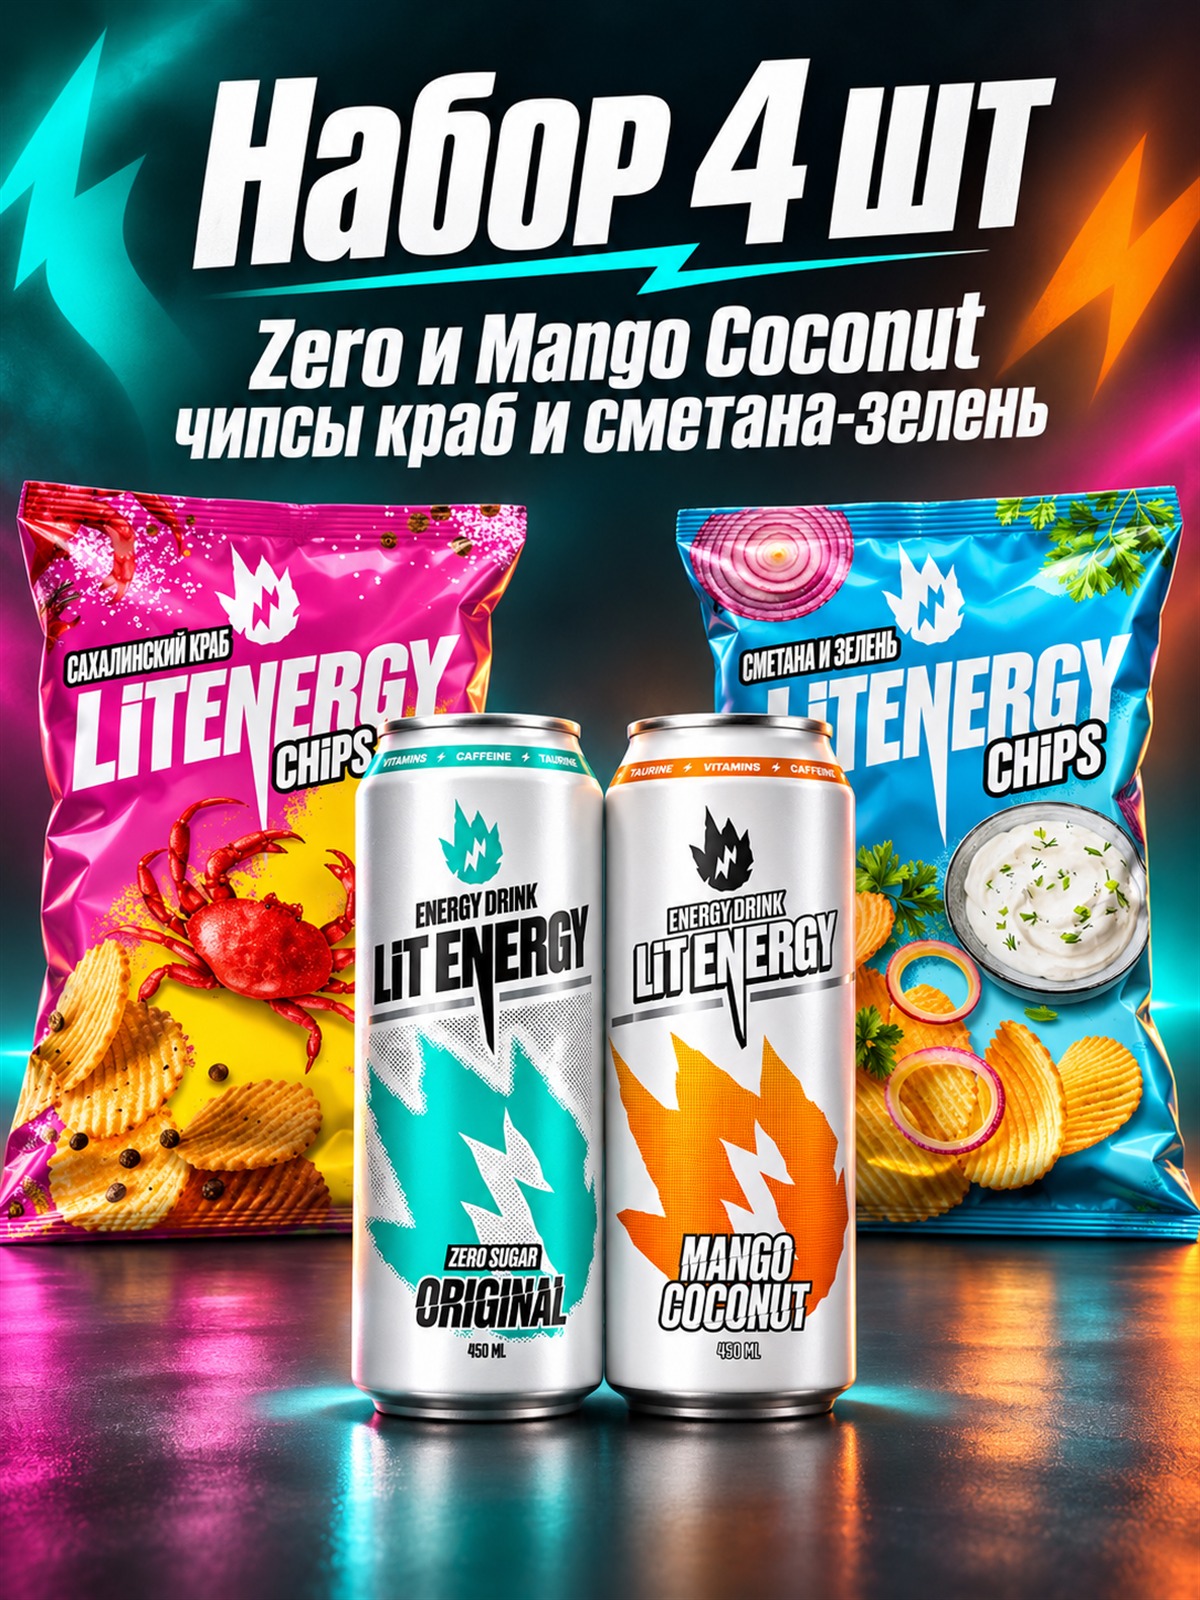 Набор 4 шт
Zero и Mango Coconut
чипсы краб и сметана-зелень
САХАЛИНСКИЙ КРАБ
LiTENERGY
CHiPS
СМЕТАНА И ЗЕЛЕНЬ
LiTENERGY
CHiPS
VITAMINS CAFFEINE TAURINE
ENERGY DRINK
LiT ENERGY
ZERO SUGAR
ORIGINAL
450 ML
TAURINE VITAMINS CAFFEINE
ENERGY DRINK
LiT ENERGY
MANGO
COCONUT
450 ML